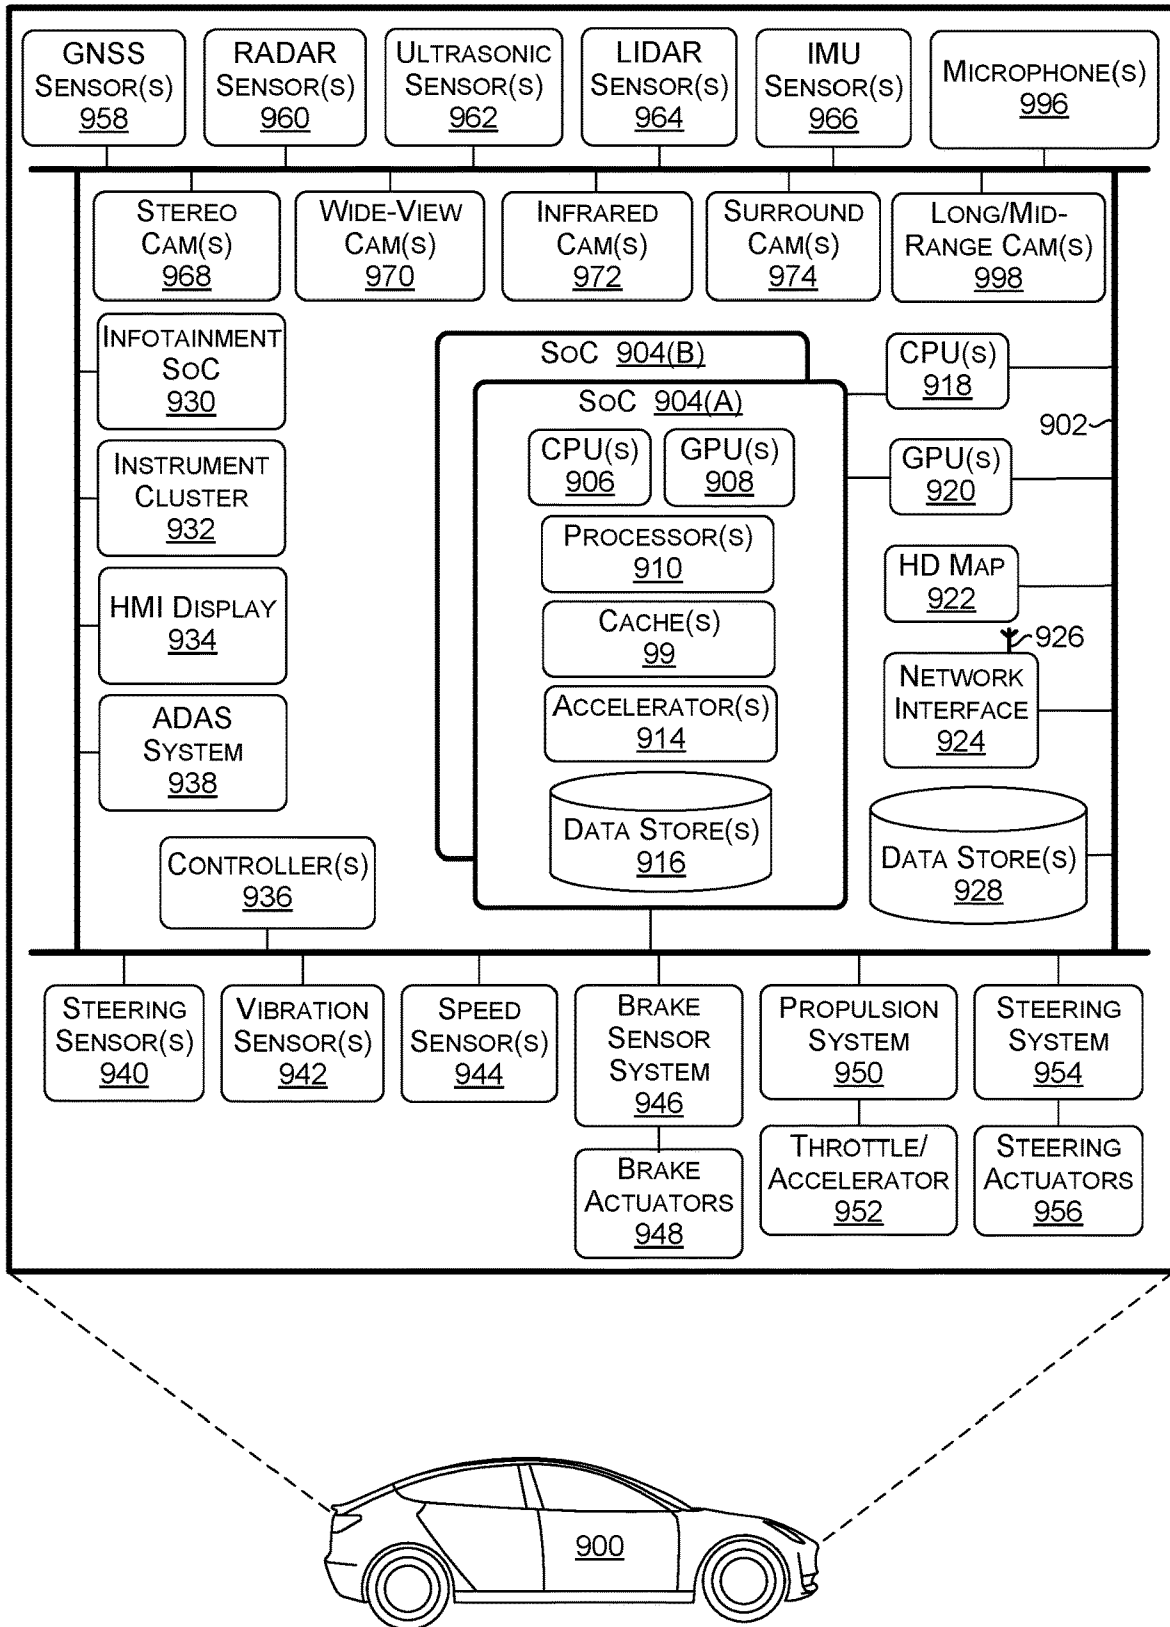 GNSS
SENSOR(S)
958
RADAR
SENSOR(S)
960
ULTRASONIC
SENSOR(S)
962
LIDAR
SENSOR(S)
964
IMU
SENSOR(S)
966
MICROPHONE(S)
996
STEREO
CAM(S)
968
WIDE-VIEW
CAM(S)
970
INFRARED
CAM(S)
972
SURROUND
CAM(S)
974
LONG/MID-
RANGE CAM(S)
998
INFOTAINMENT
SOC
930
INSTRUMENT
CLUSTER
932
HMI DISPLAY
934
ADAS
SYSTEM
938
CONTROLLER(S)
936
SOC 904(B)
SOC 904(A)
CPU(S)
906
GPU(S)
908
PROCESSOR(S)
910
CACHE(S)
99
ACCELERATOR(S)
914
DATA STORE(S)
916
CPU(S)
918
902
GPU(S)
920
HD MAP
922
926
NETWORK
INTERFACE
924
DATA STORE(S)
928
STEERING
SENSOR(S)
940
VIBRATION
SENSOR(S)
942
SPEED
SENSOR(S)
944
BRAKE
SENSOR
SYSTEM
946
PROPULSION
SYSTEM
950
STEERING
SYSTEM
954
BRAKE
ACTUATORS
948
THROTTLE/
ACCELERATOR
952
STEERING
ACTUATORS
956
900